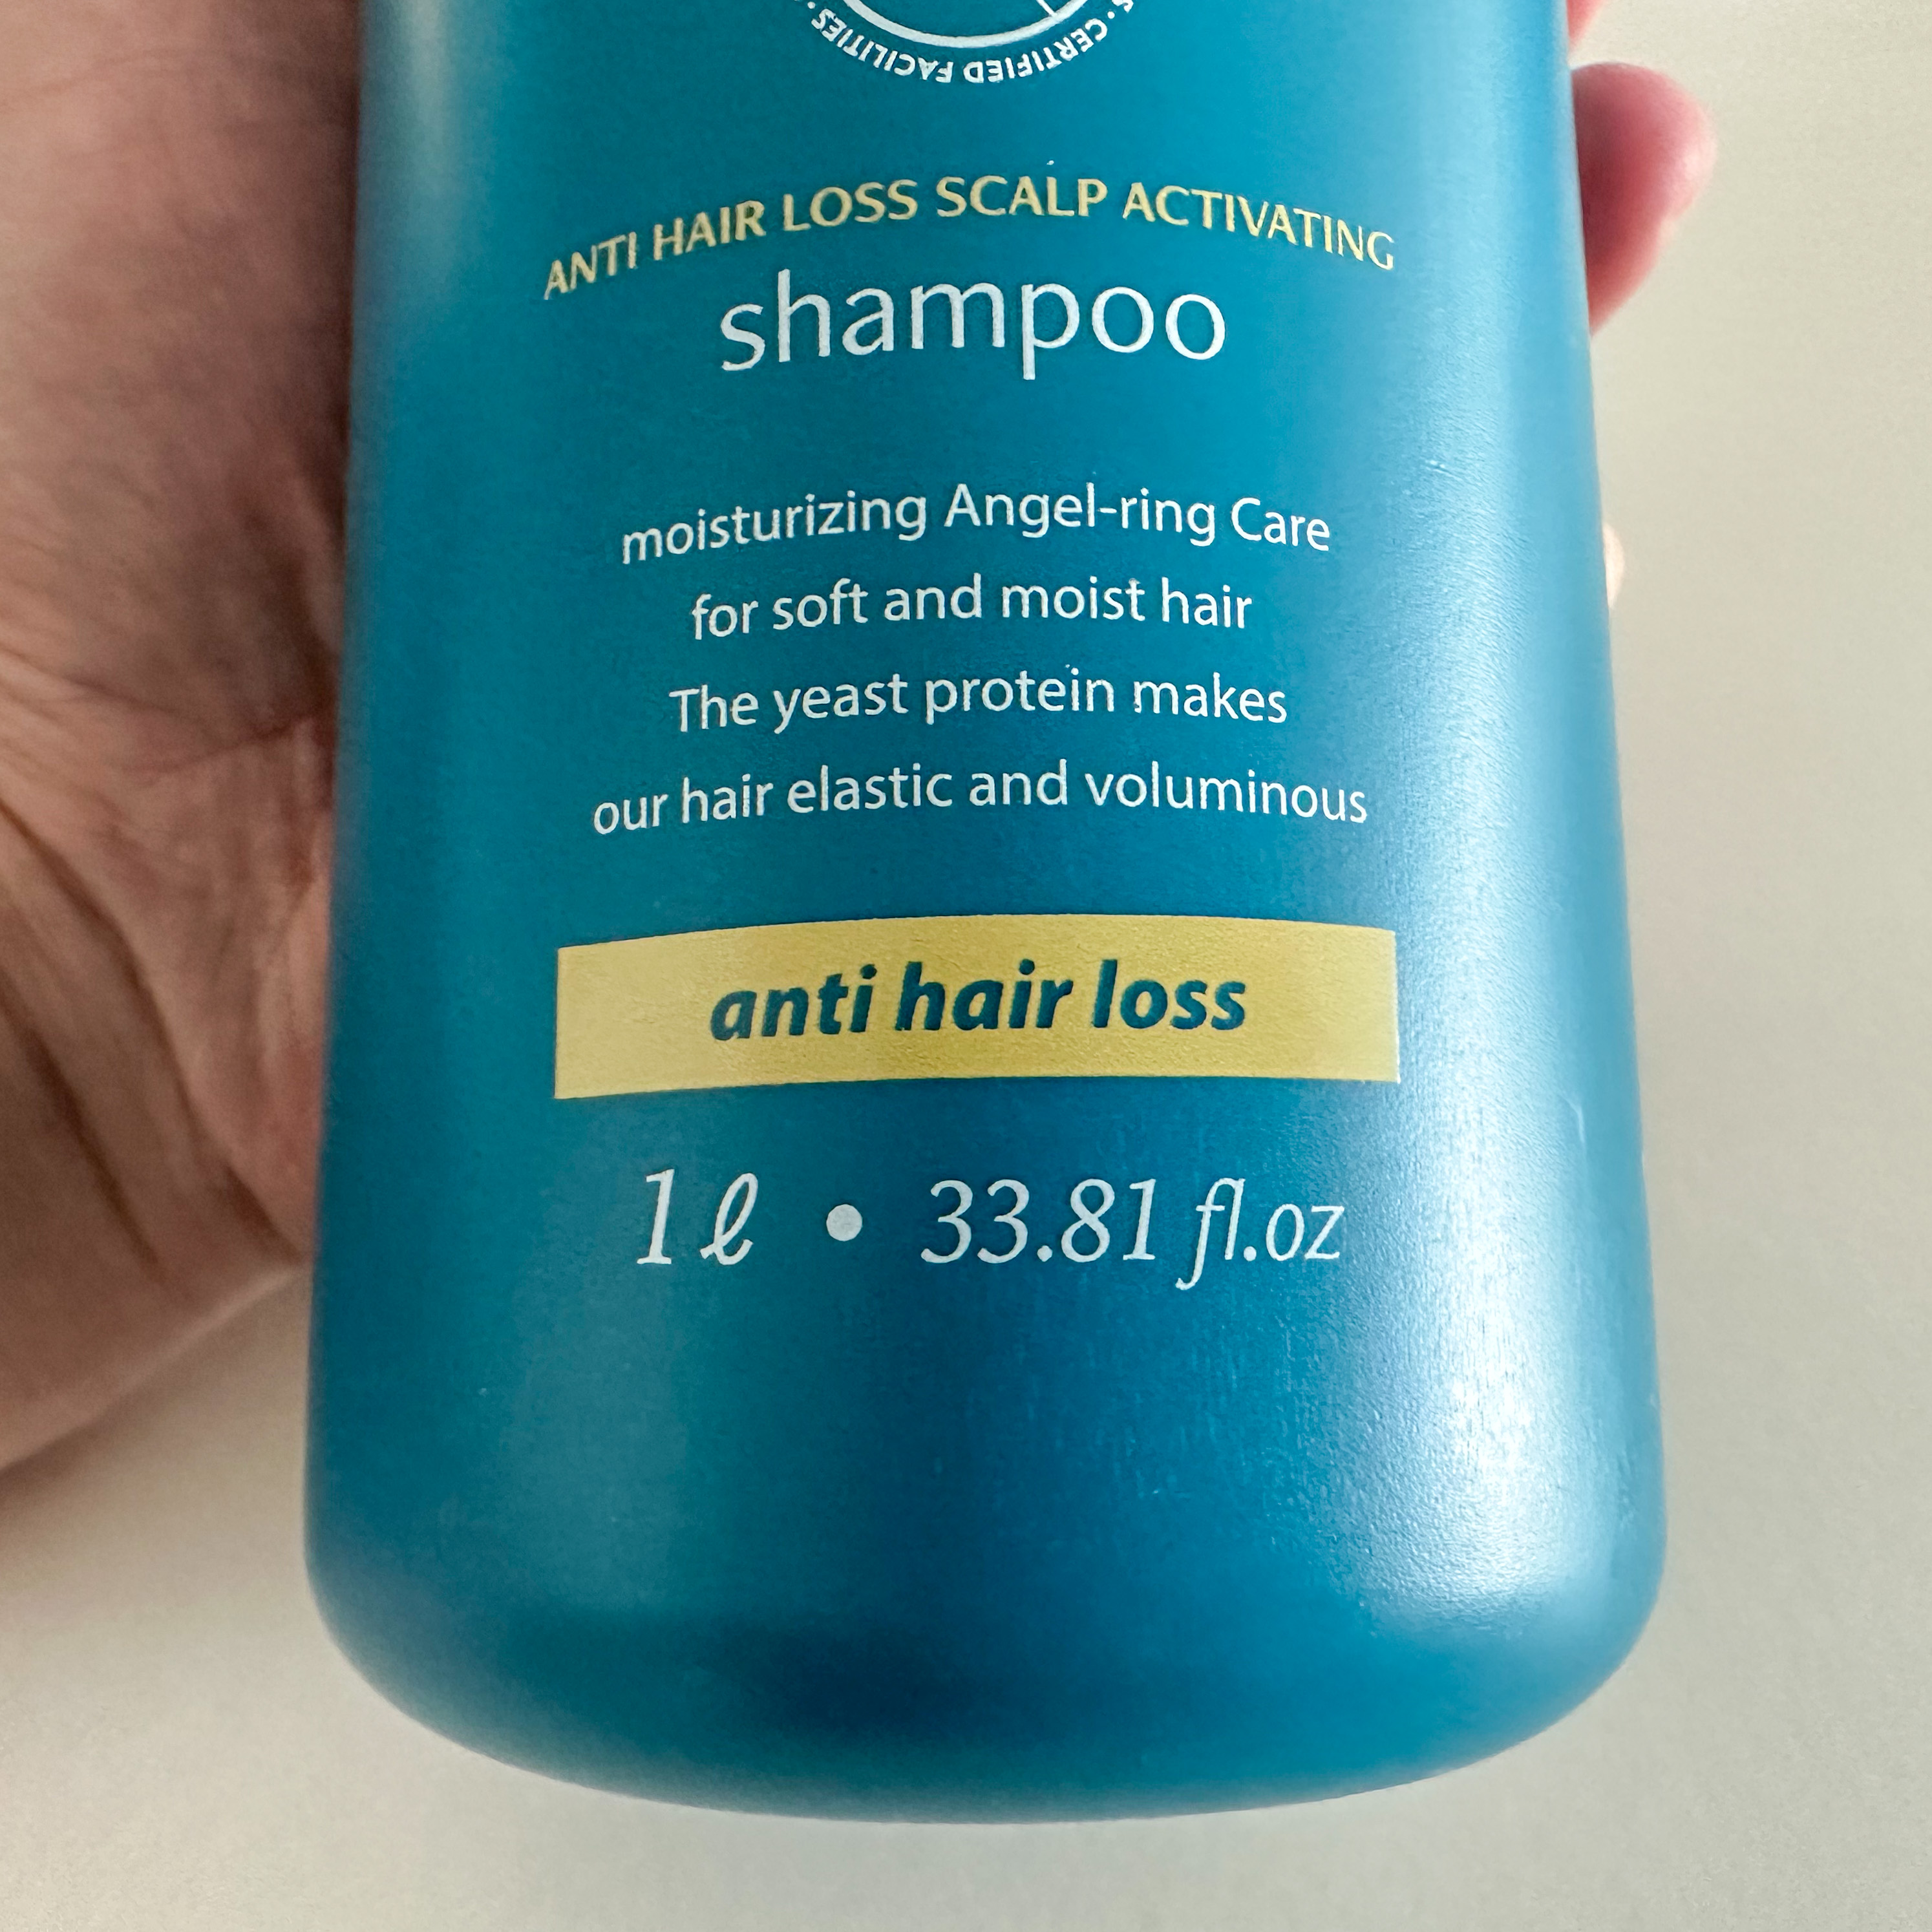 S · CERTIFIED FACILITIES ·
ANTI HAIR LOSS SCALP ACTIVATING
shampoo
moisturizing Angel-ring Care
for soft and moist hair
The yeast protein makes
our hair elastic and voluminous
anti hair loss
1 ℓ • 33.81 fl.oz